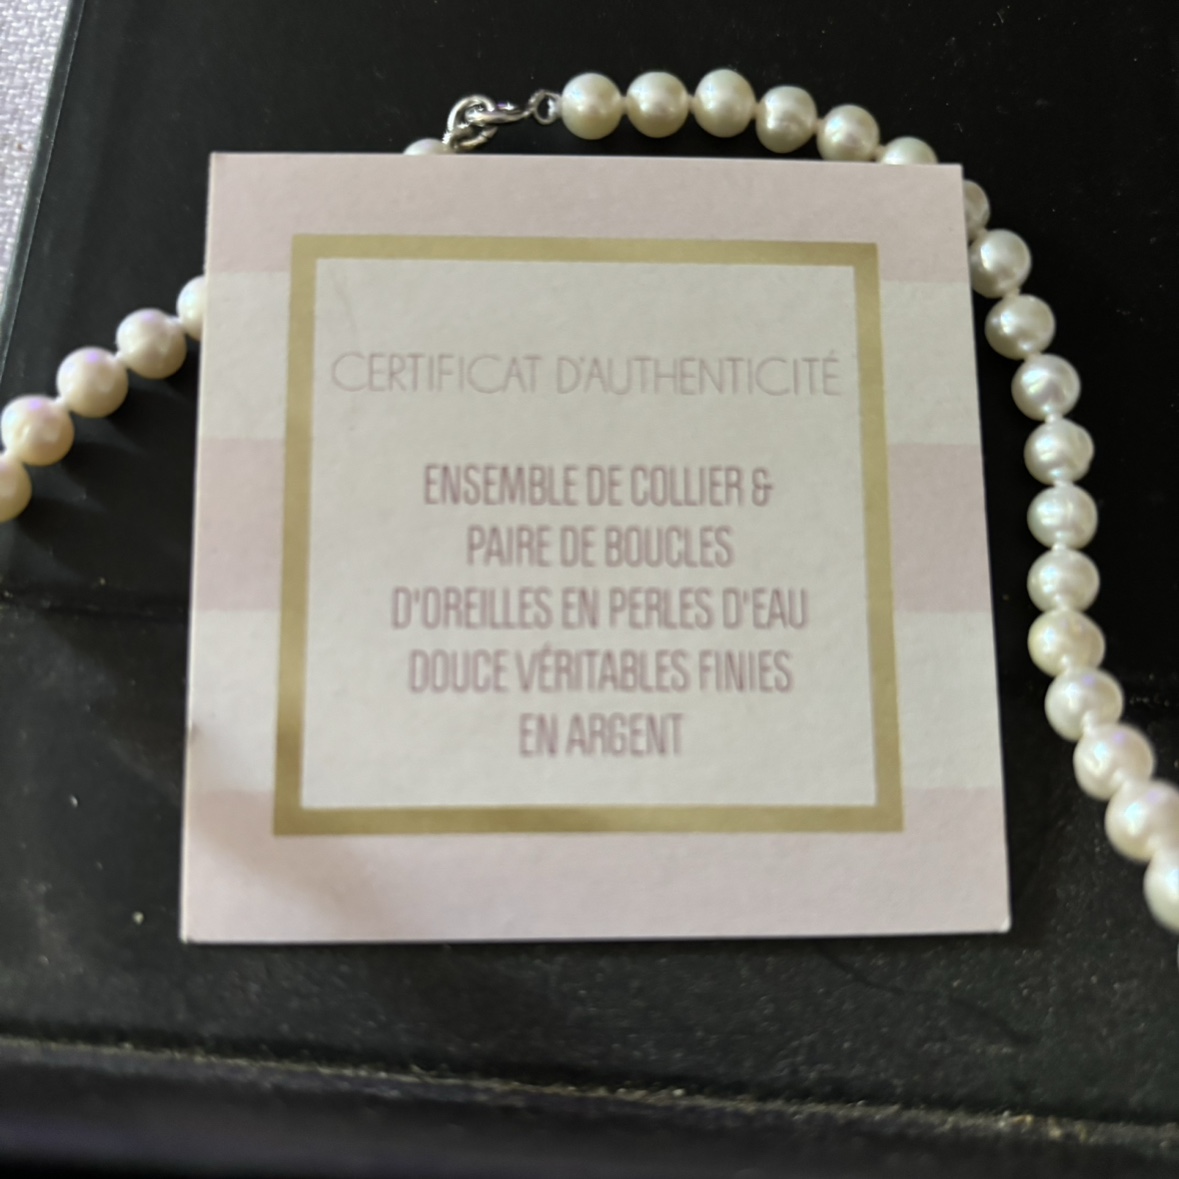 CERTIFICAT D'AUTHENTICITÉ
ENSEMBLE DE COLLIER &
PAIRE DE BOUCLES
D'OREILLES EN PERLES D'EAU
DOUCE VÉRITABLES FINIES
EN ARGENT